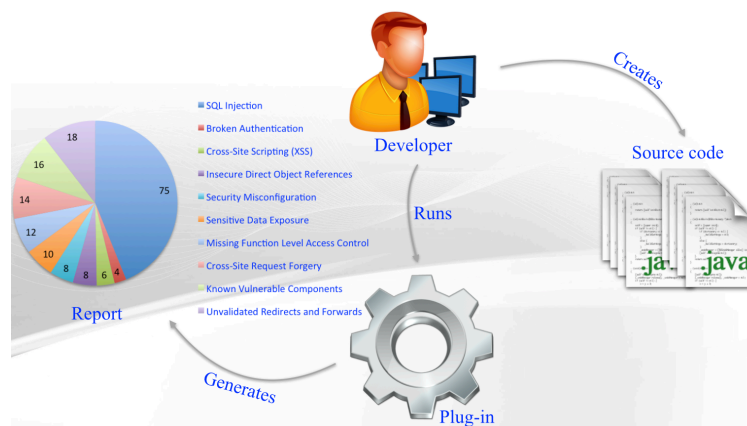 Creates
SQL Injection
Broken Authentication
Cross-Site Scripting (XSS)
Insecure Direct Object References
Security Misconfiguration
Sensitive Data Exposure
Missing Function Level Access Control
Cross-Site Request Forgery
Known Vulnerable Components
Unvalidated Redirects and Forwards
18
16
14
12
10
8
8
6
4
75
Developer
Source code
Runs
.java
.java
Report
Generates
Plug-in